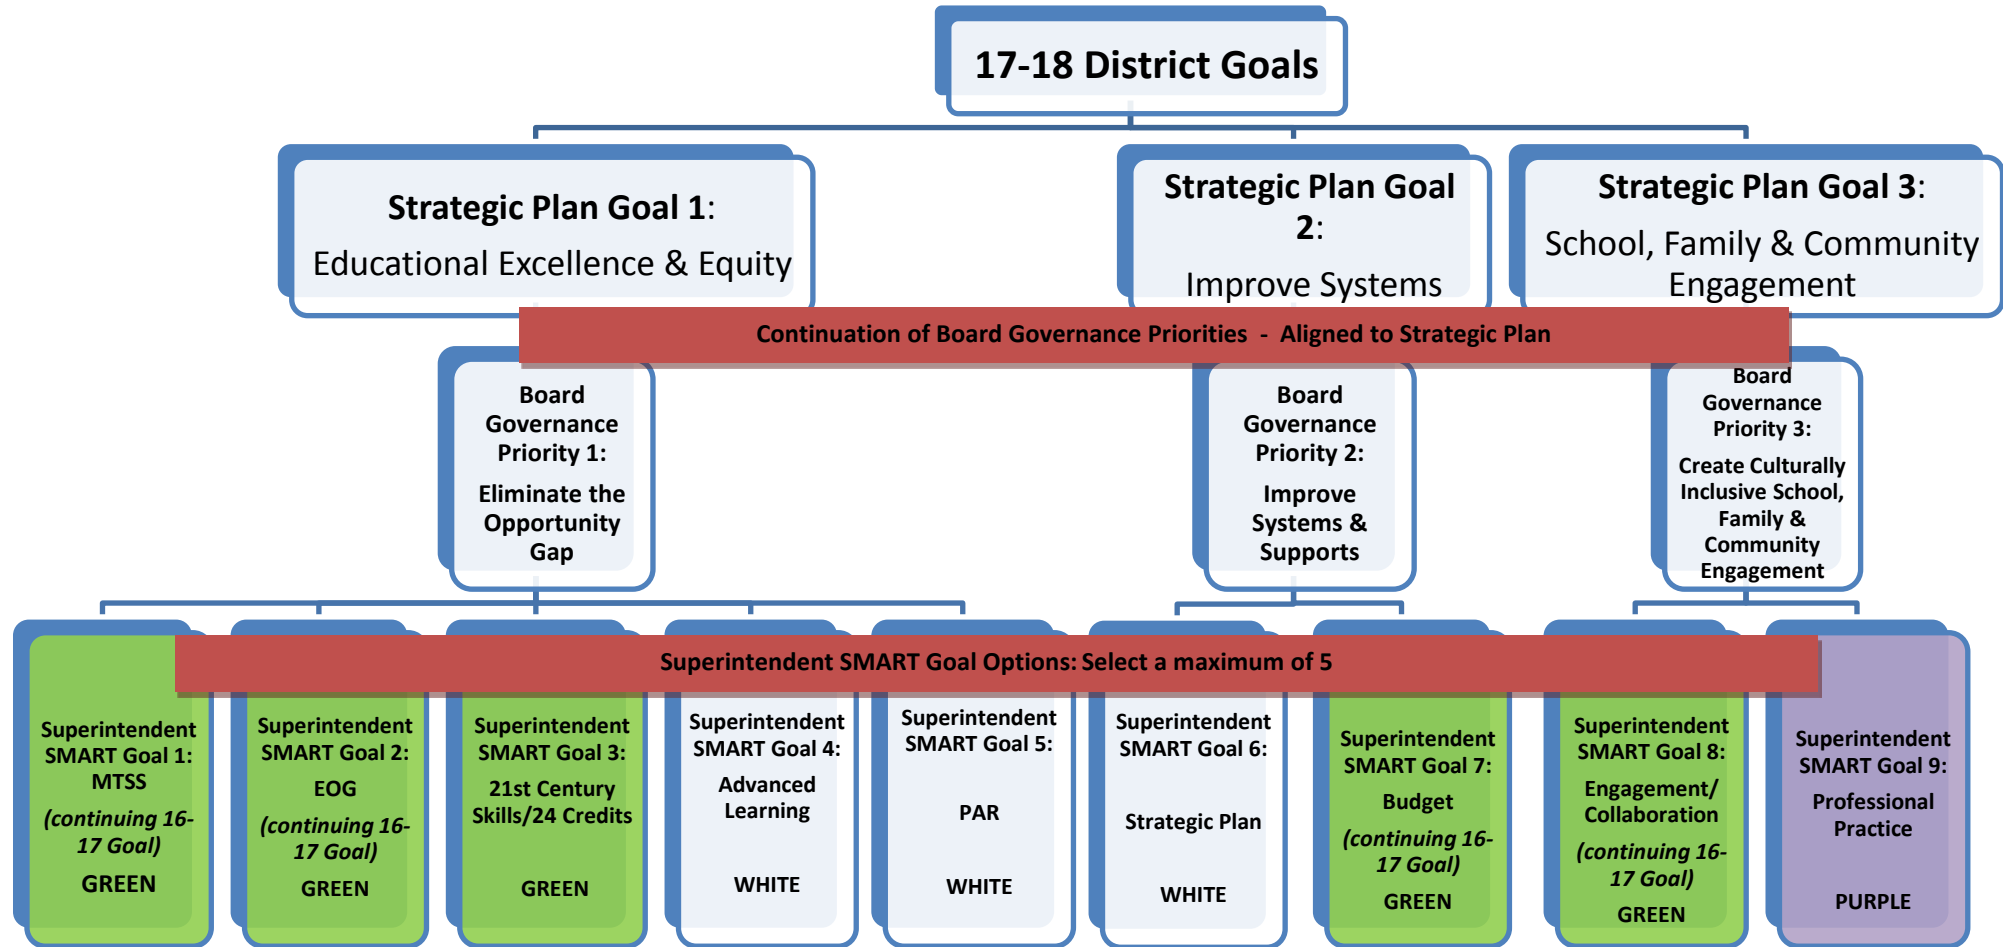 17-18 District Goals
Strategic Plan Goal 1:
Educational Excellence & Equity
Strategic Plan Goal
2:
Improve Systems
Strategic Plan Goal 3:
School, Family & Community
Engagement
Continuation of Board Governance Priorities - Aligned to Strategic Plan
Board
Governance
Priority 1:
Eliminate the
Opportunity
Gap
Board
Governance
Priority 2:
Improve
Systems &
Supports
Board
Governance
Priority 3:
Create Culturally
Inclusive School,
Family &
Community
Engagement
Superintendent SMART Goal Options: Select a maximum of 5
Superintendent
SMART Goal 1:
MTSS
(continuing 16-
17 Goal)
GREEN
Superintendent
SMART Goal 2:
EOG
(continuing 16-
17 Goal)
GREEN
Superintendent
SMART Goal 3:
21st Century
Skills/24 Credits
GREEN
Superintendent
SMART Goal 4:
Advanced
Learning
WHITE
Superintendent
SMART Goal 5:
PAR
WHITE
Superintendent
SMART Goal 6:
Strategic Plan
WHITE
Superintendent
SMART Goal 7:
Budget
(continuing 16-
17 Goal)
GREEN
Superintendent
SMART Goal 8:
Engagement/
Collaboration
(continuing 16-
17 Goal)
GREEN
Superintendent
SMART Goal 9:
Professional
Practice
PURPLE